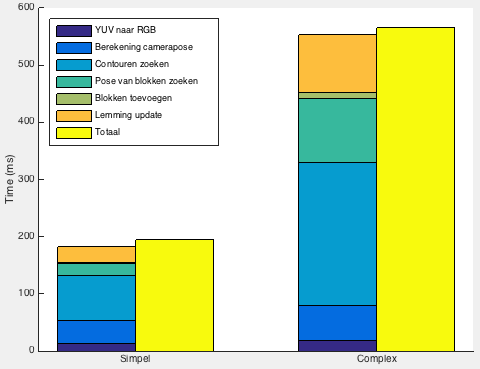 600
500
400
300
200
100
0
Time (ms)
YUV naar RGB
Berekening camerapose
Contouren zoeken
Pose van blokken zoeken
Blokken toevoegen
Lemming update
Totaal
Simpel
Complex